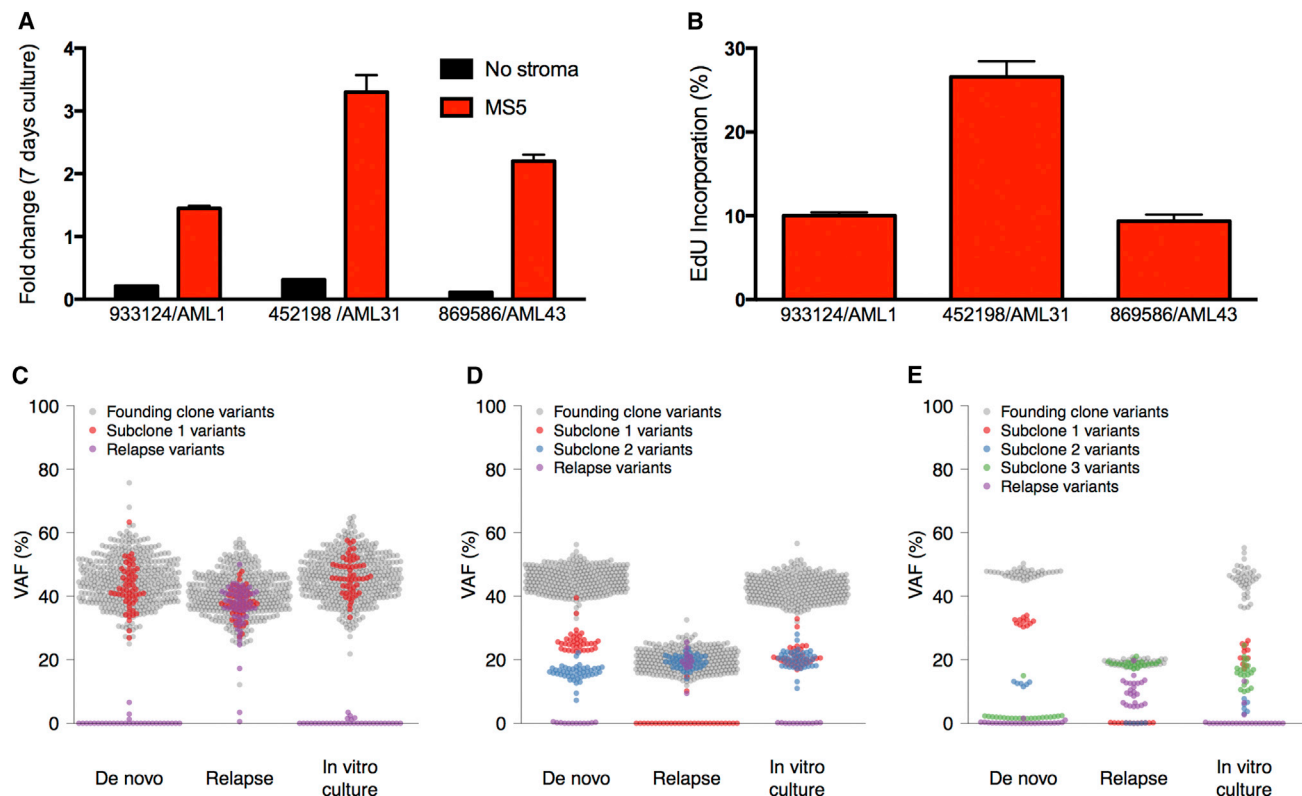 A
Fold change (7 days culture)
4
3
2
1
0
No stroma
MS5
933124/AML1
452198 /AML31
869586/AML43
B
EdU Incorporation (%)
30
20
10
0
933124/AML1
452198/AML31
869586/AML43
C
VAF (%)
100
80
60
40
20
0
Founding clone variants
Subclone 1 variants
Relapse variants
De novo
Relapse
In vitro
culture
D
VAF (%)
100
80
60
40
20
0
Founding clone variants
Subclone 1 variants
Subclone 2 variants
Relapse variants
De novo
Relapse
In vitro
culture
E
VAF (%)
100
80
60
40
20
0
Founding clone variants
Subclone 1 variants
Subclone 2 variants
Subclone 3 variants
Relapse variants
De novo
Relapse
In vitro
culture